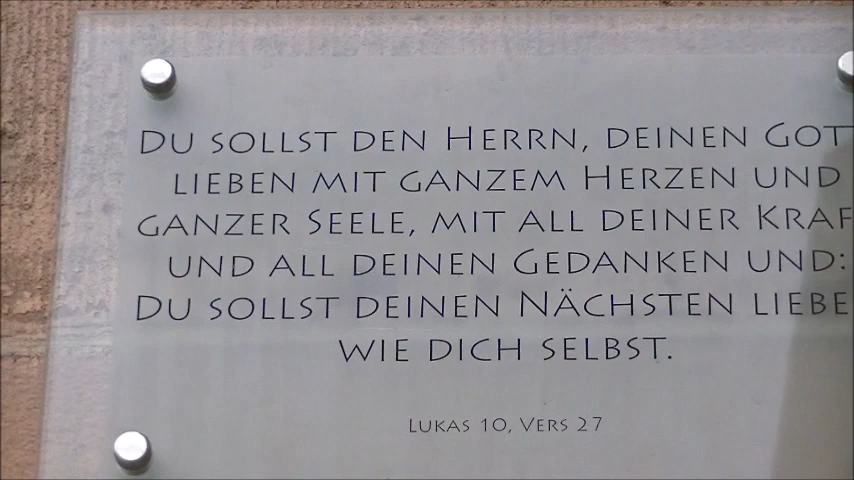 Du sollst den Herrn, deinen Gott
lieben mit ganzem Herzen und
ganzer Seele, mit all deiner Kraf
und all deinen Gedanken und:
Du sollst deinen Nächsten liebe
wie dich selbst.
Lukas 10, Vers 27